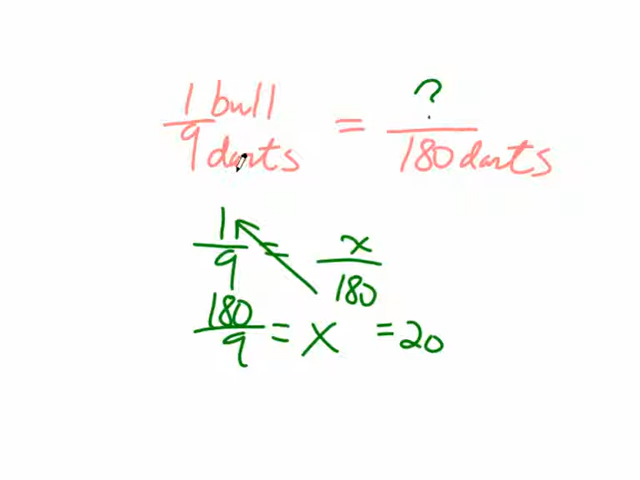 1 bull / 9 darts = ? / 180 darts
1 / 9 = x / 180
180 / 9 = x = 20